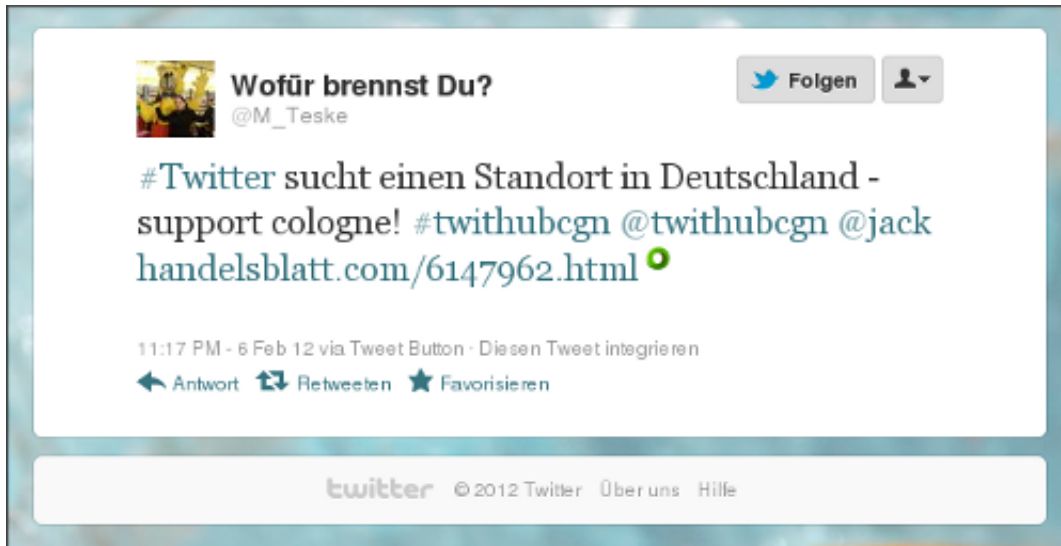 Wofür brennst Du?
@M_Teske
Folgen
#Twitter sucht einen Standort in Deutschland -
support cologne! #twithubcgn @twithubcgn @jack
handelsblatt.com/6147962.html
11:17 PM - 6 Feb 12 via Tweet Button · Diesen Tweet integrieren
Antwort Retweeten Favorisieren
twitter © 2012 Twitter Über uns Hilfe